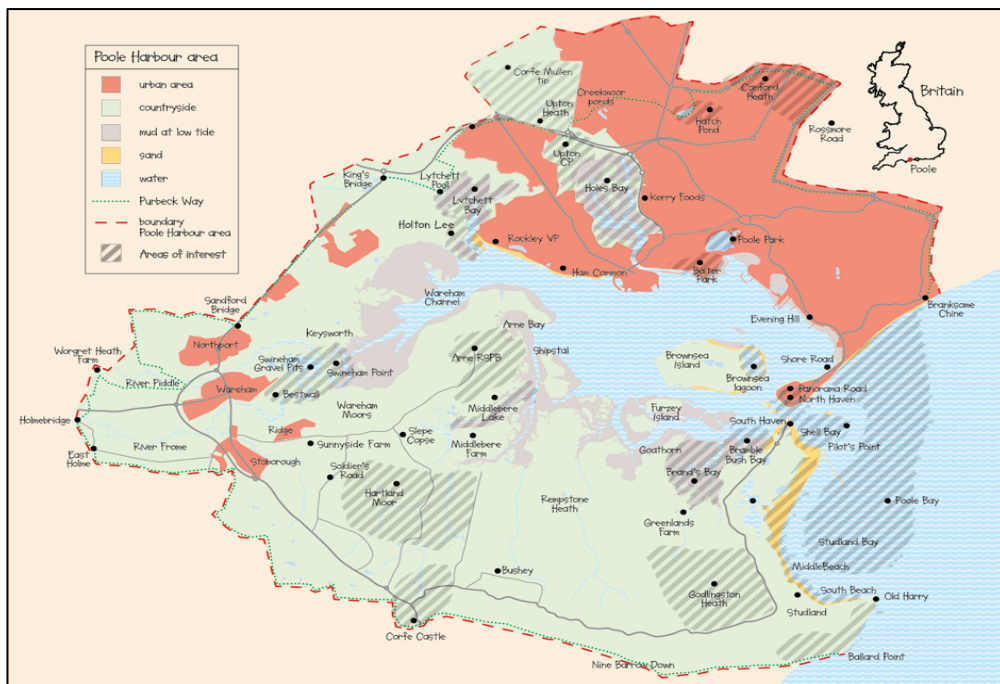 Poole Harbour area
urban area
countryside
mud at low tide
sand
water
Purbeck Way
boundary
Poole Harbour area
Areas of interest
Britain
Poole
Corfe Mullen
tip
Upton
Heath
Creekmoor
ponds
Canford
Heath
Hatch
Pond
Rossmore
Road
Upton
CP
King's
Bridge
Lytchett
Pool
Lytchett
Bay
Holes Bay
Kerry Foods
Holton Lee
Rockley VP
Poole Park
Baiter
Park
Ham Common
Wareham
Channel
Sandford
Bridge
Branksome
Chine
Evening Hill
Keysworth
Arne Bay
Northport
Shipstal
Worgret Heath
Farm
Swineham
Gravel Pits
Swineham Point
Arne RSPB
Brownsea
Island
Brownsea
lagoon
Shore Road
River Piddle
Wareham
Bestwall
Panorama Road
North Haven
Wareham
Moors
Middlebere
Lake
Furzey
Island
Holmebridge
Ridge
Slepe
Copse
South Haven
Shell Bay
Pilot's Point
River Frome
Sunnyside Farm
Middlebere
Farm
Goathorn
Bramble
Bush Bay
East
Holme
Stoborough
Soldier's
Road
Hartland
Moor
Brand's Bay
Rempstone
Heath
Poole Bay
Greenlands
Farm
Studland Bay
MiddleBeach
Bushey
Godlingston
Heath
South Beach
Old Harry
Studland
Corfe Castle
Nine Barrow Down
Ballard Point